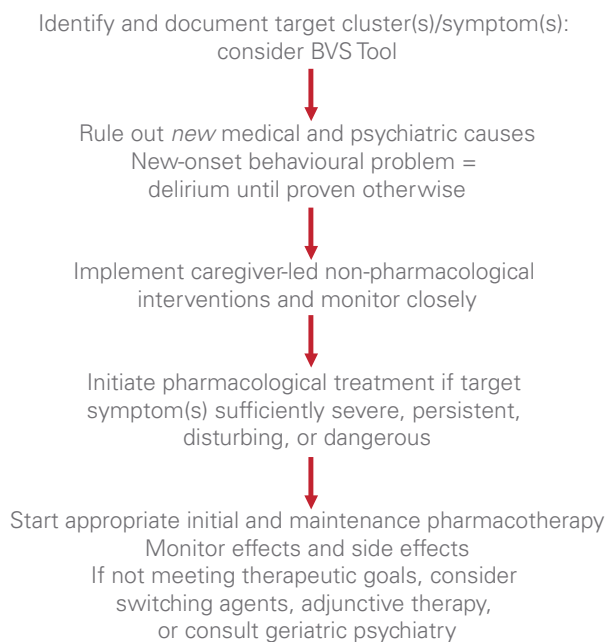 Identify and document target cluster(s)/symptom(s):
consider BVS Tool
Rule out new medical and psychiatric causes
New-onset behavioural problem =
delirium until proven otherwise
Implement caregiver-led non-pharmacological
interventions and monitor closely
Initiate pharmacological treatment if target
symptom(s) sufficiently severe, persistent,
disturbing, or dangerous
Start appropriate initial and maintenance pharmacotherapy
Monitor effects and side effects
If not meeting therapeutic goals, consider
switching agents, adjunctive therapy,
or consult geriatric psychiatry